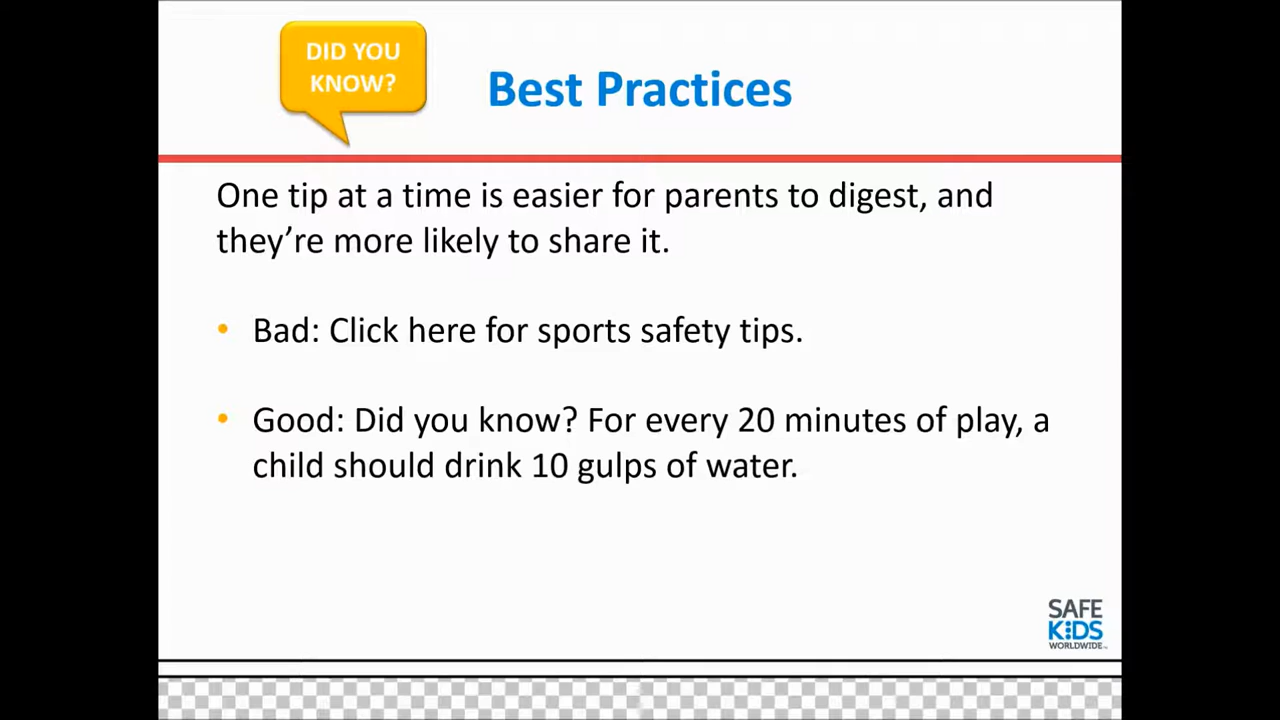 DID YOU
KNOW?
Best Practices
One tip at a time is easier for parents to digest, and
they're more likely to share it.
• Bad: Click here for sports safety tips.
• Good: Did you know? For every 20 minutes of play, a
child should drink 10 gulps of water.
SAFE
KIDS
WORLDWIDE™